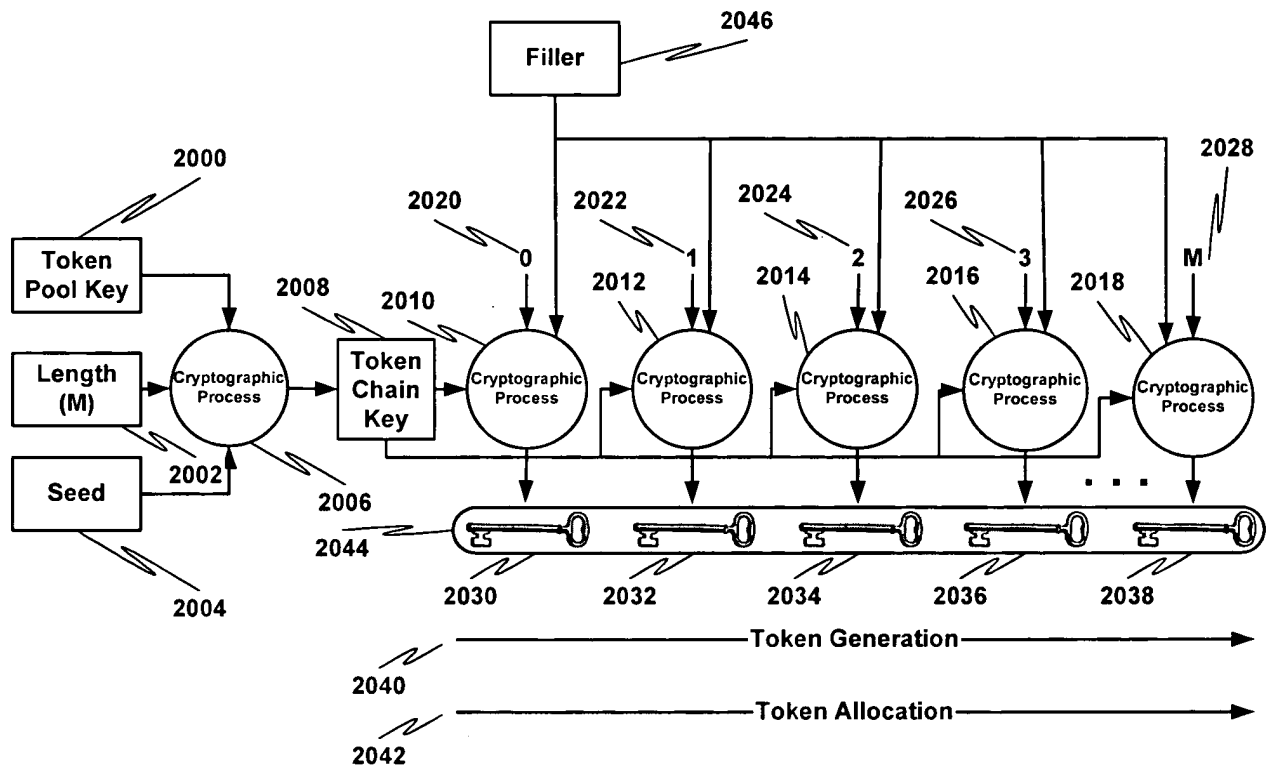 2046
Filler
2000
2028
2020
2022
2024
2026
Token
Pool Key
0
1
2
3
M
2008
2010
2012
2014
2016
2018
Length
(M)
Cryptographic
Process
Token
Chain
Key
Cryptographic
Process
Cryptographic
Process
Cryptographic
Process
Cryptographic
Process
Cryptographic
Process
2002
Seed
2006
. . .
2044
2004
2030
2032
2034
2036
2038
Token Generation
2040
Token Allocation
2042